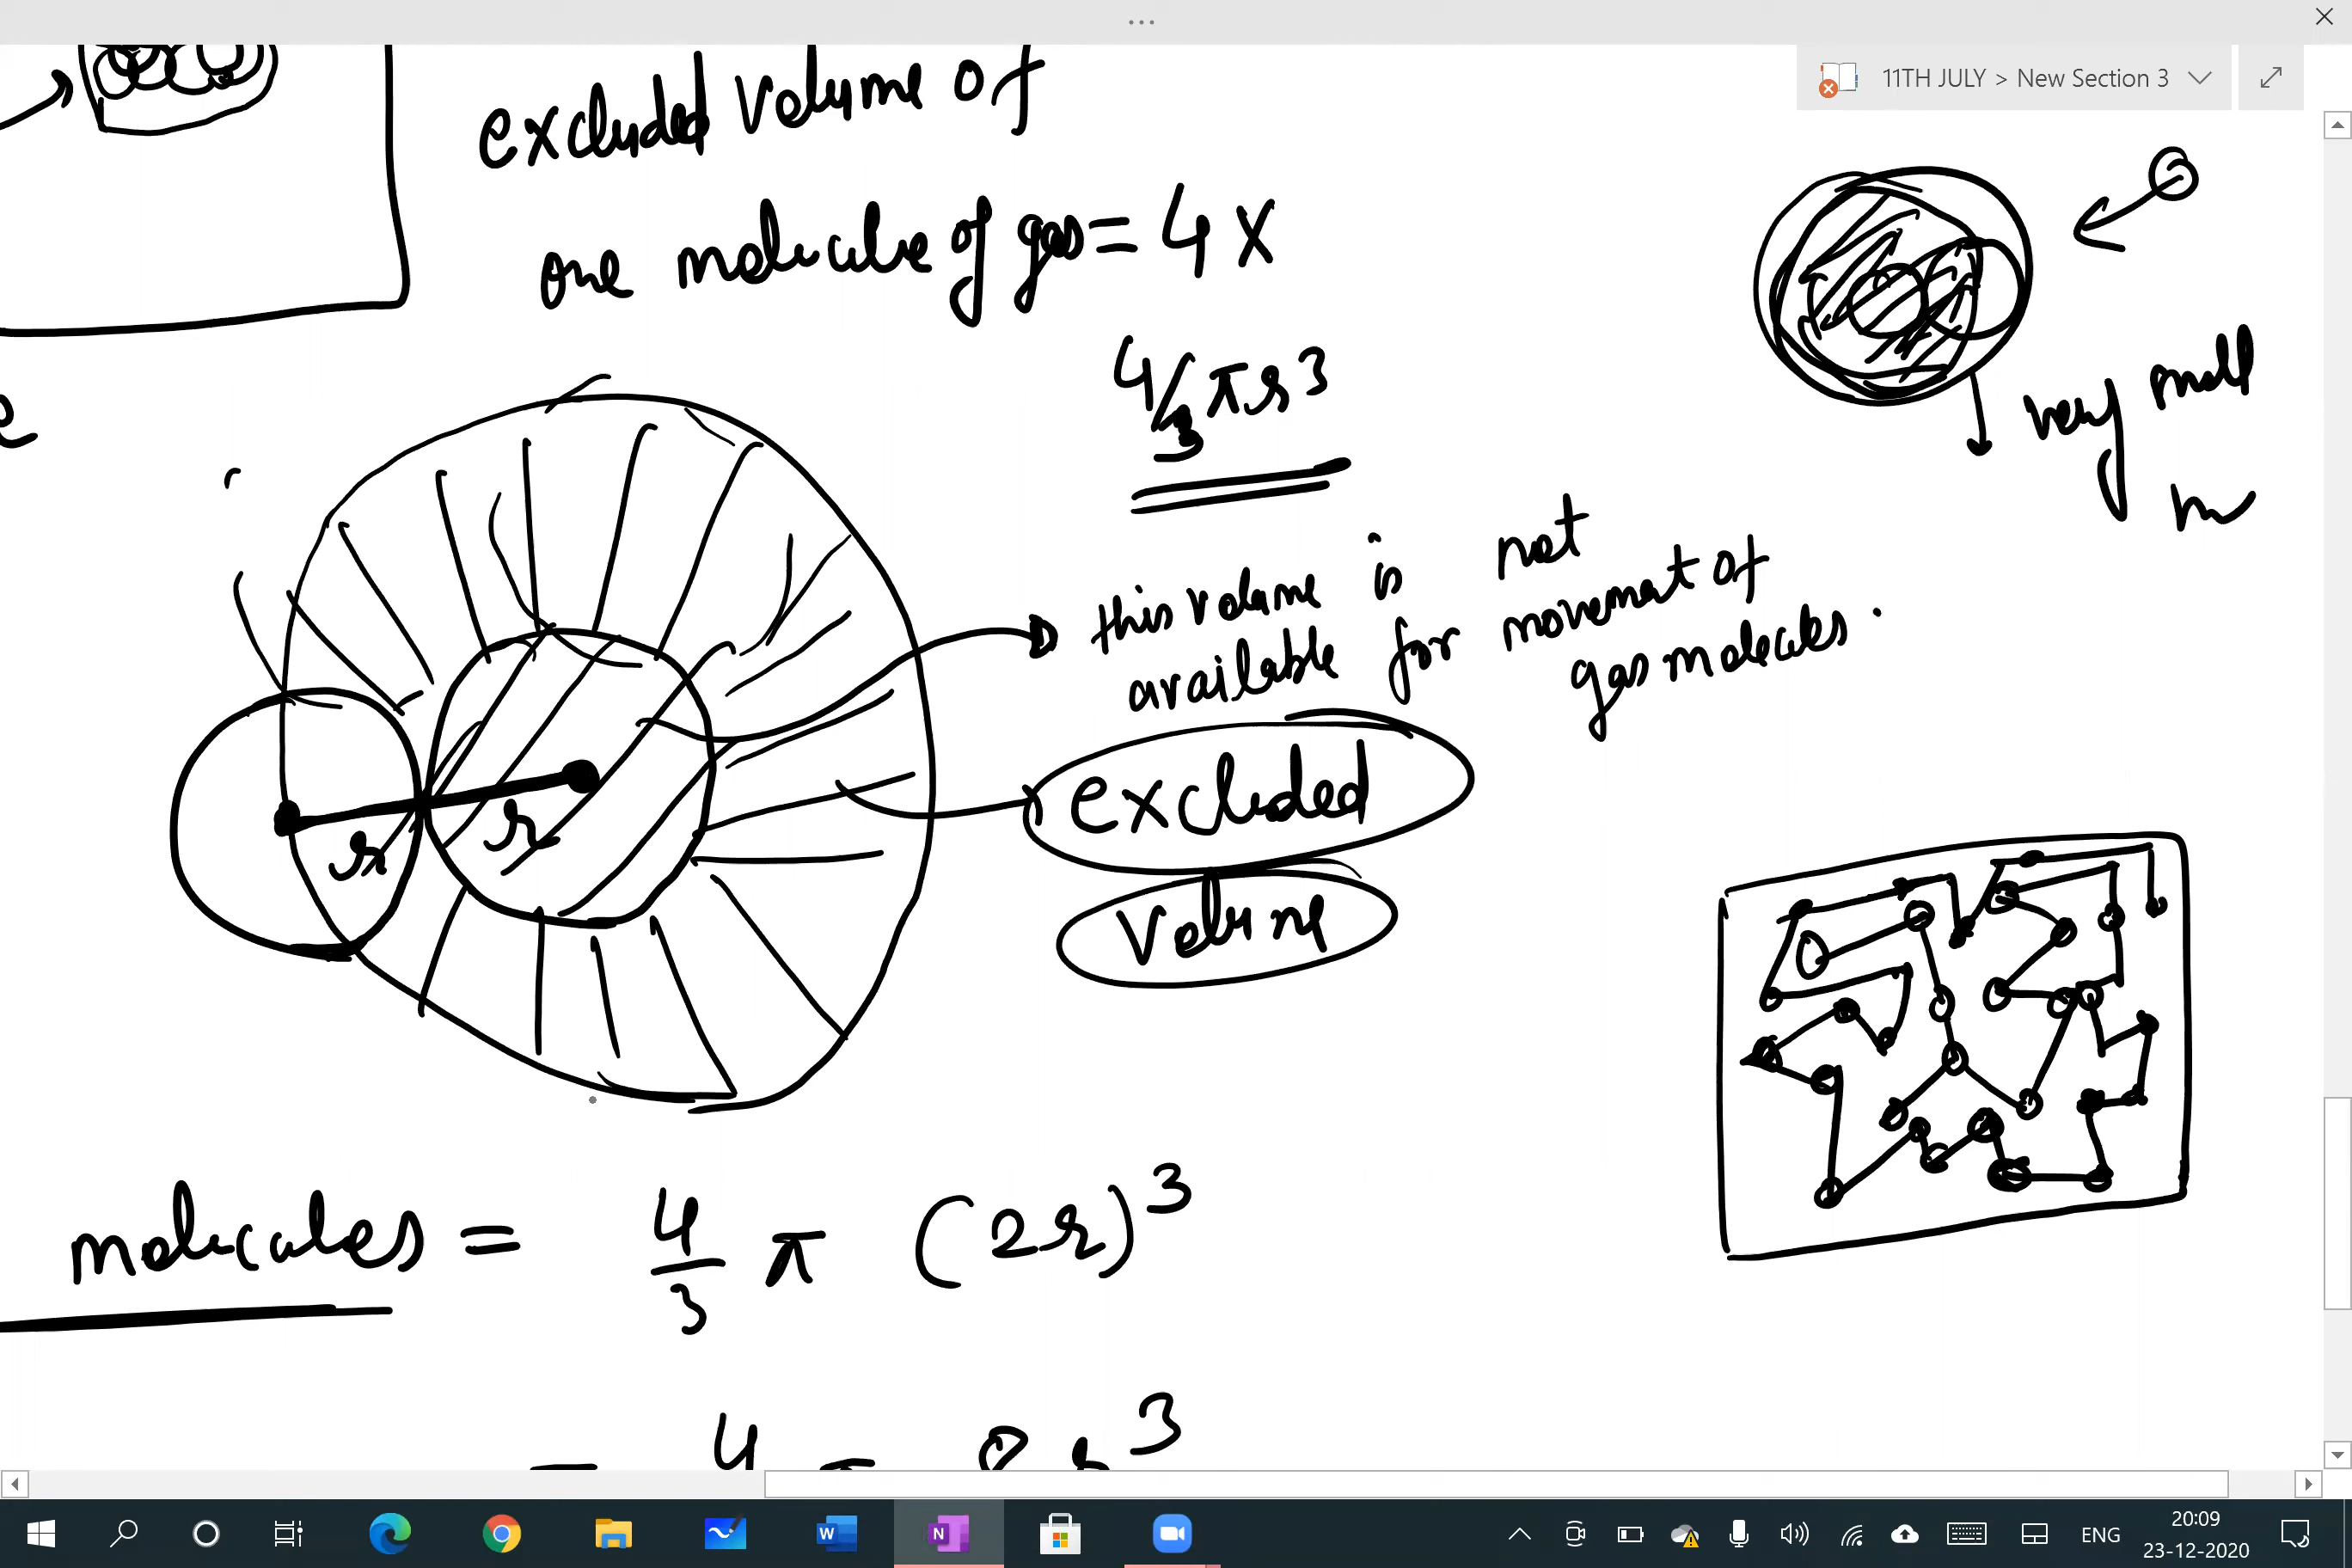 11TH JULY > New Section 3
excluded Volume of
one molecule of gas = 4 X
4/3 πr³
very small
this volume is not
available for movement of
gas molecules.
excluded
Volume
r
r
molecules = 4/3 π (2r)³
= 4 π 8r³
ENG
20:09
23-12-2020